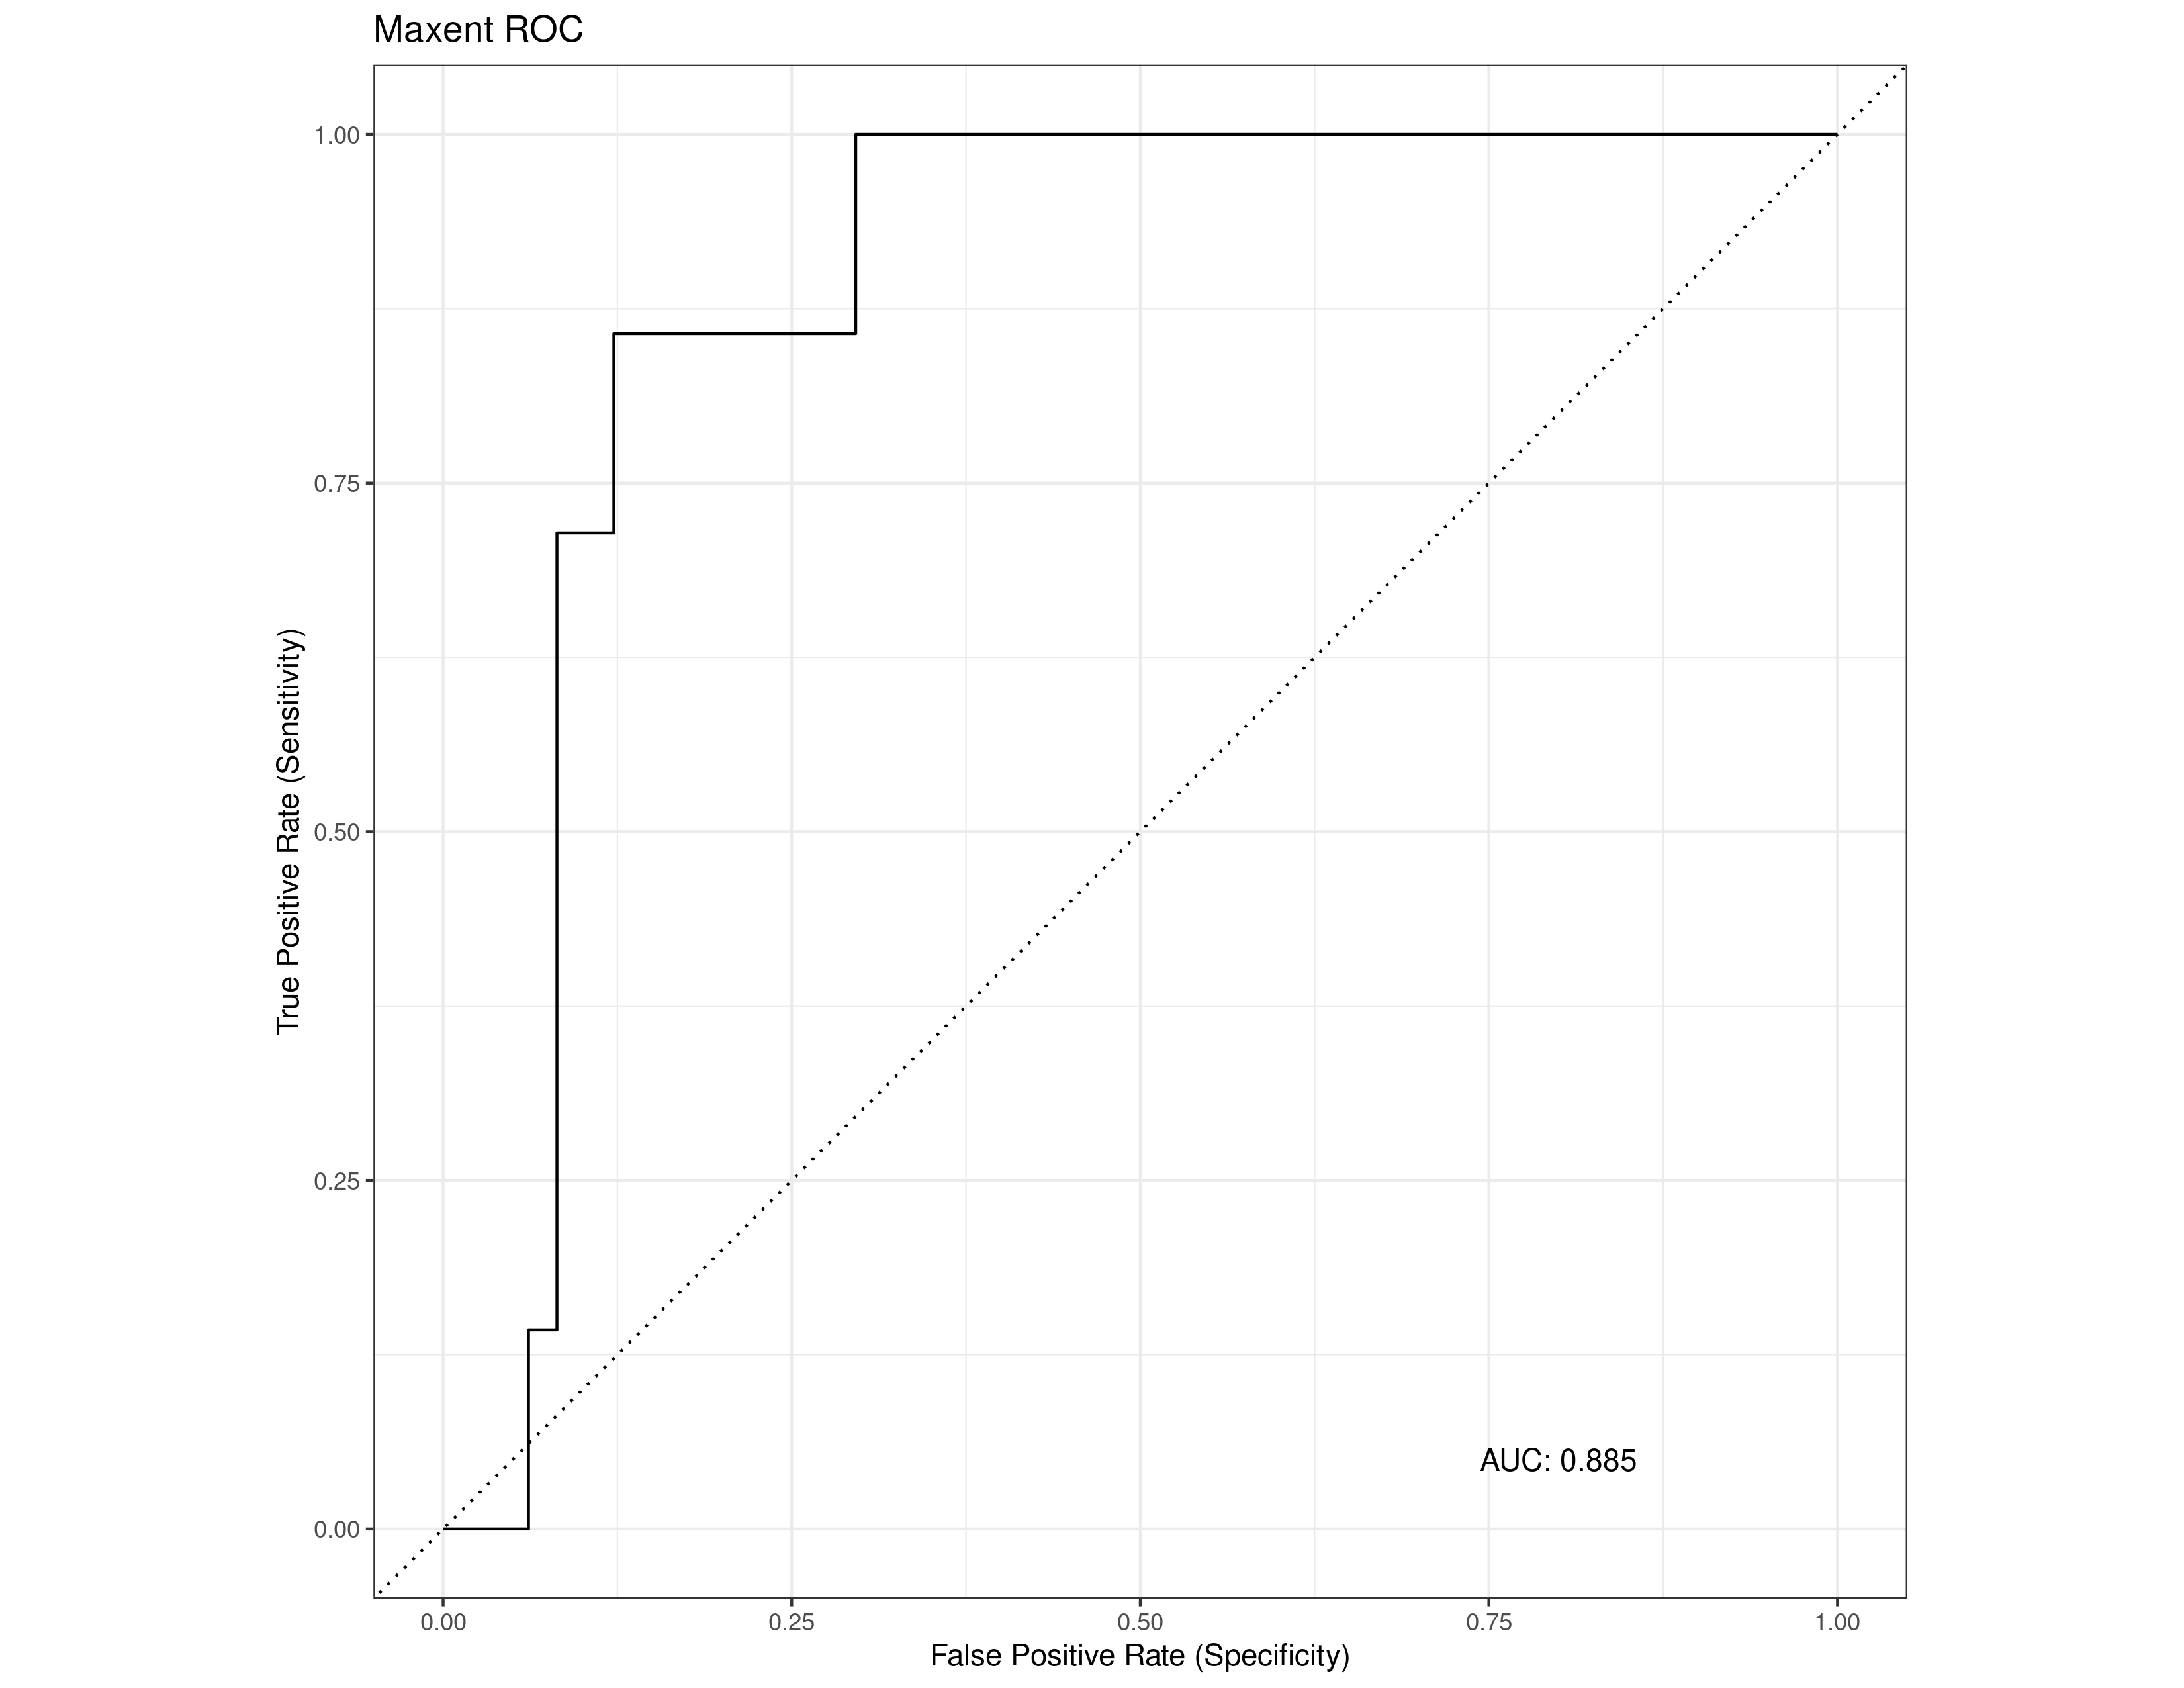 Maxent ROC
1.00
0.75
0.50
0.25
0.00
True Positive Rate (Sensitivity)
AUC: 0.885
0.00 0.25 0.50 0.75 1.00
False Positive Rate (Specificity)